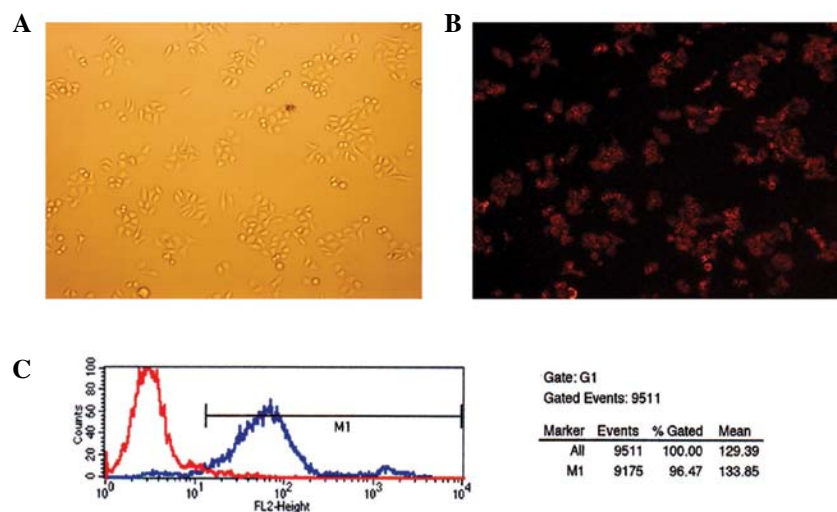 A
B
C
Counts
100
80
60
40
20
0
M1
10^0
10^1
10^2
10^3
10^4
FL2-Height
Gate: G1
Gated Events: 9511
Marker Events % Gated Mean
All 9511 100.00 129.39
M1 9175 96.47 133.85